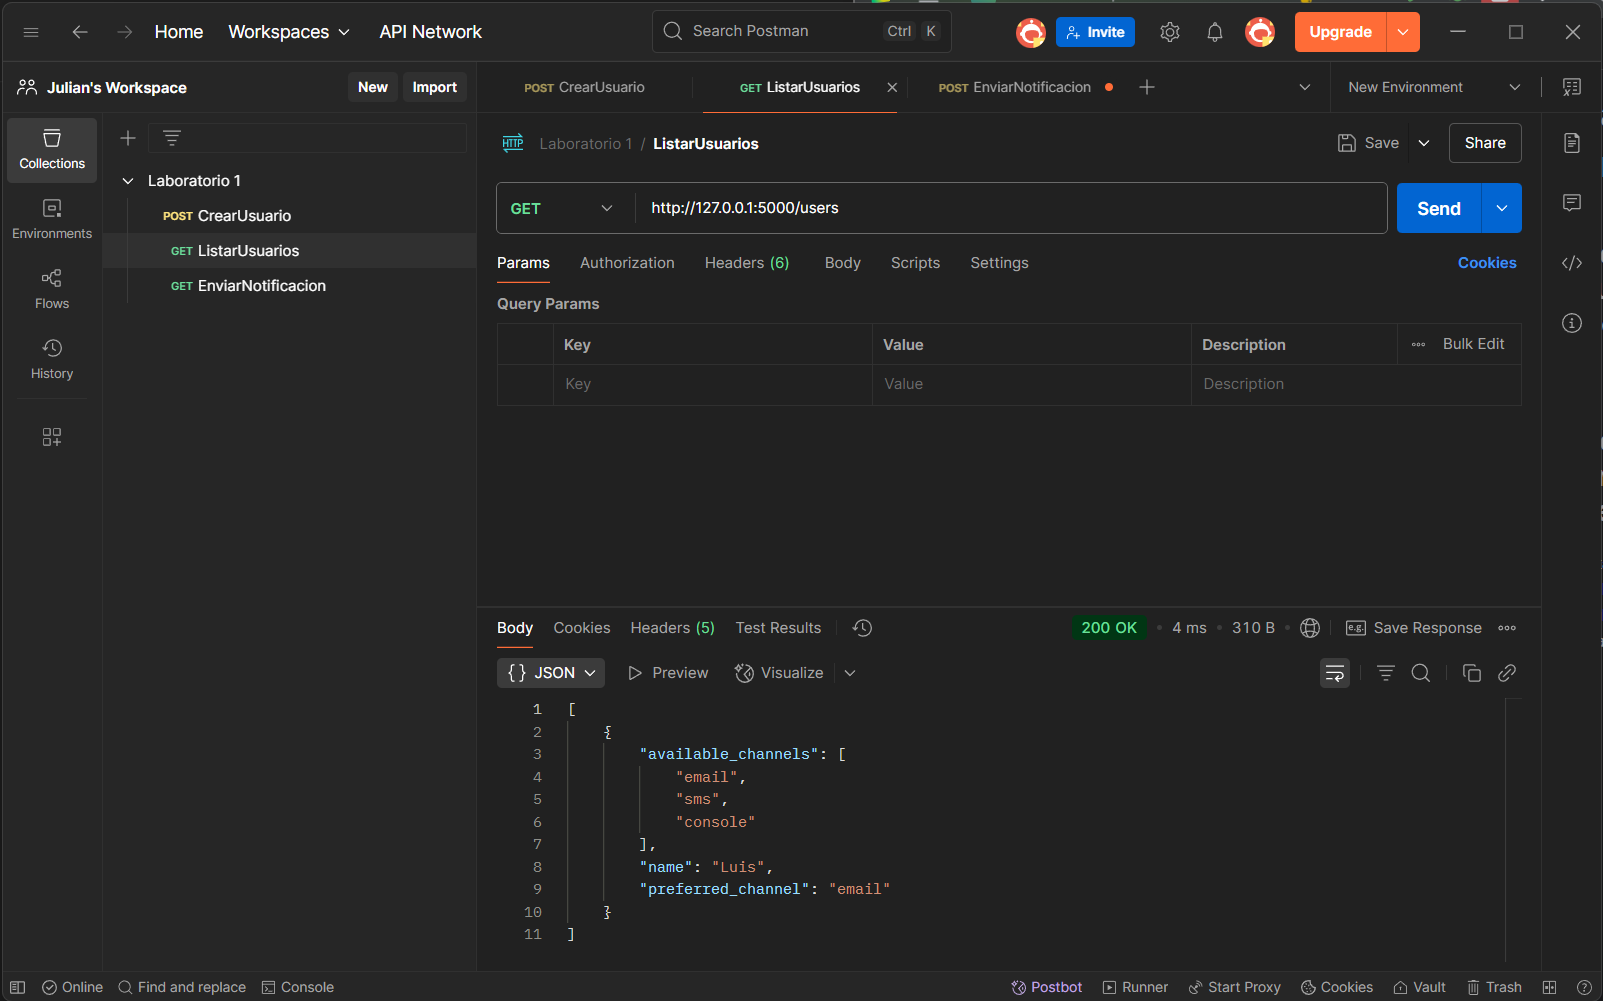 Home Workspaces API Network Search Postman Ctrl K Invite Upgrade
Julian's Workspace New Import
POST CrearUsuario GET ListarUsuarios POST EnviarNotificacion New Environment
Collections
Environments
Flows
History
Laboratorio 1
POST CrearUsuario
GET ListarUsuarios
GET EnviarNotificacion
HTTP Laboratorio 1 / ListarUsuarios Save Share
GET http://127.0.0.1:5000/users Send
Params Authorization Headers (6) Body Scripts Settings Cookies
Query Params
Key Value Description Bulk Edit
Key Value Description
Body Cookies Headers (5) Test Results 200 OK 4 ms 310 B e.g. Save Response
{} JSON Preview Visualize
1 [
2 {
3 "available_channels": [
4 "email",
5 "sms",
6 "console"
7 ],
8 "name": "Luis",
9 "preferred_channel": "email"
10 }
11 ]
Online Find and replace Console Postbot Runner Start Proxy Cookies Vault Trash